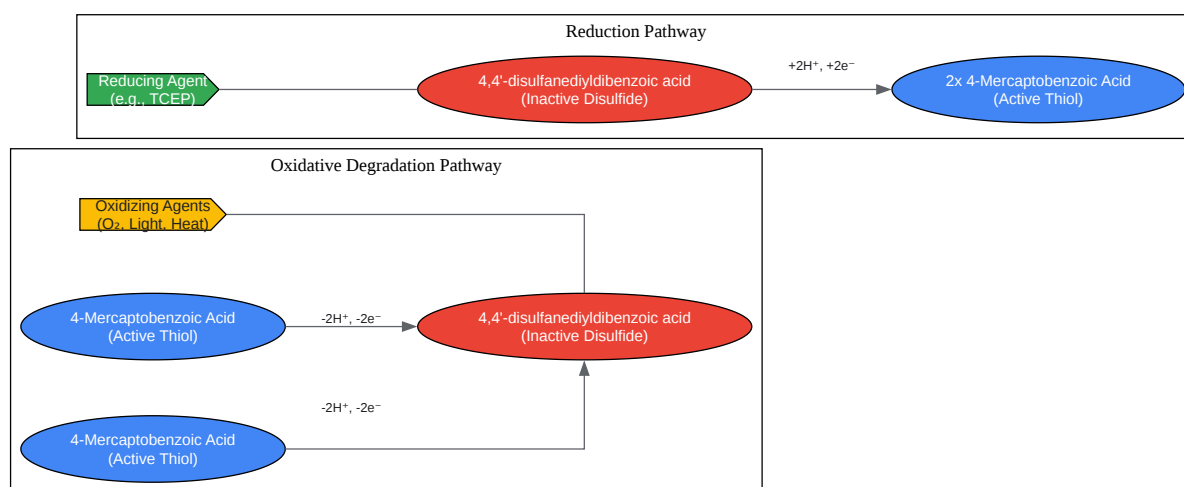 Reduction Pathway
Reducing Agent
(e.g., TCEP)
4,4'-disulfanediyldibenzoic acid
(Inactive Disulfide)
+2H⁺, +2e⁻
2x 4-Mercaptobenzoic Acid
(Active Thiol)
Oxidative Degradation Pathway
Oxidizing Agents
(O₂, Light, Heat)
4-Mercaptobenzoic Acid
(Active Thiol)
-2H⁺, -2e⁻
4,4'-disulfanediyldibenzoic acid
(Inactive Disulfide)
-2H⁺, -2e⁻
4-Mercaptobenzoic Acid
(Active Thiol)